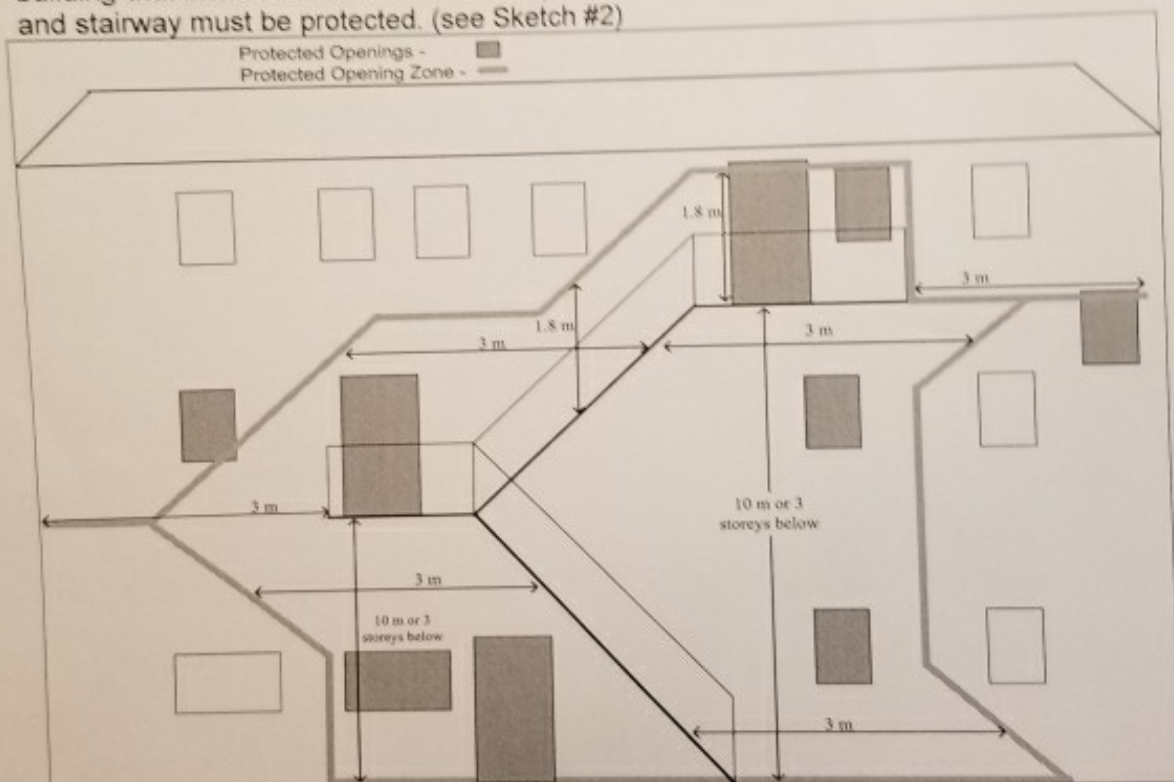 and stairway must be protected. (see Sketch #2)
Protected Openings -
Protected Opening Zone -
1.8 m
3 m
1.8 m
3 m
3 m
3 m
10 m or 3
storeys below
3 m
10 m or 3
storeys below
3 m